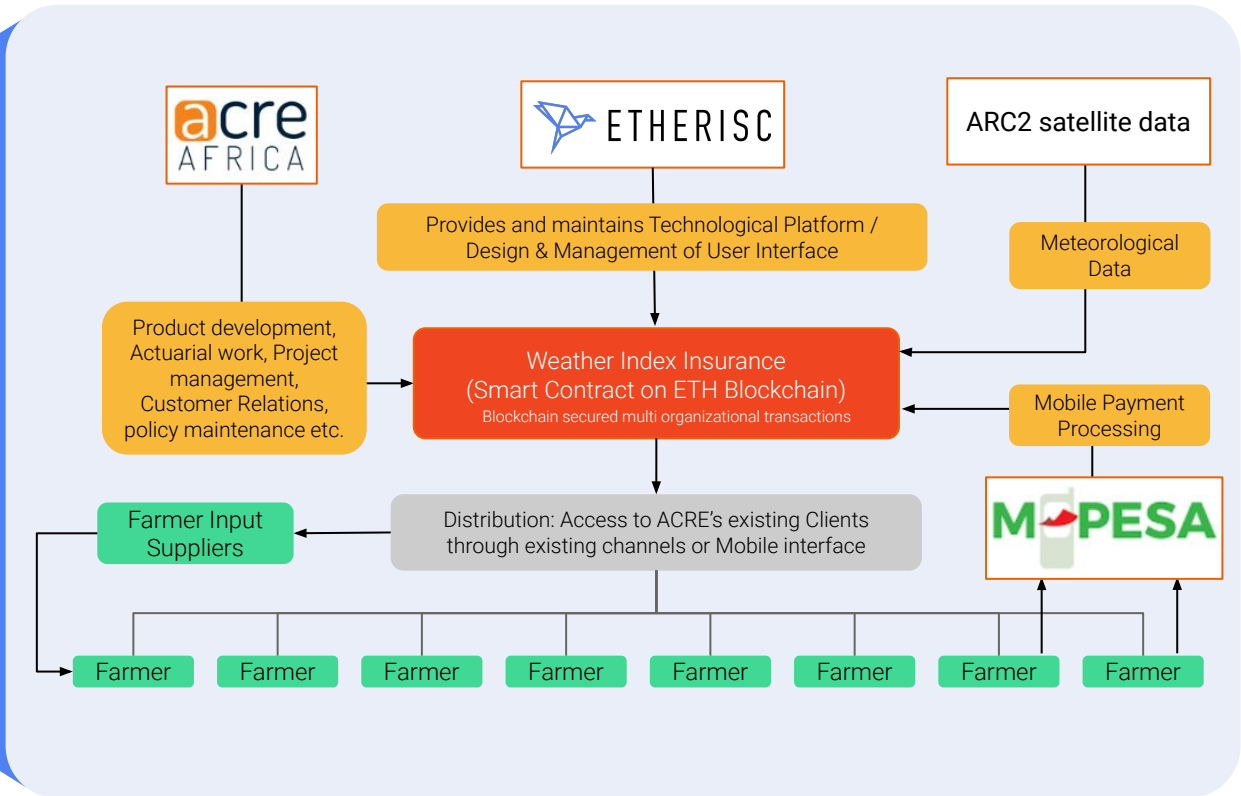 acre
AFRICA
ETHERISC
ARC2 satellite data
Provides and maintains Technological Platform /
Design & Management of User Interface
Meteorological
Data
Product development,
Actuarial work, Project
management,
Customer Relations,
policy maintenance etc.
Weather Index Insurance
(Smart Contract on ETH Blockchain)
Blockchain secured multi organizational transactions
Mobile Payment
Processing
M-PESA
Farmer Input
Suppliers
Distribution: Access to ACRE’s existing Clients
through existing channels or Mobile interface
Farmer
Farmer
Farmer
Farmer
Farmer
Farmer
Farmer
Farmer